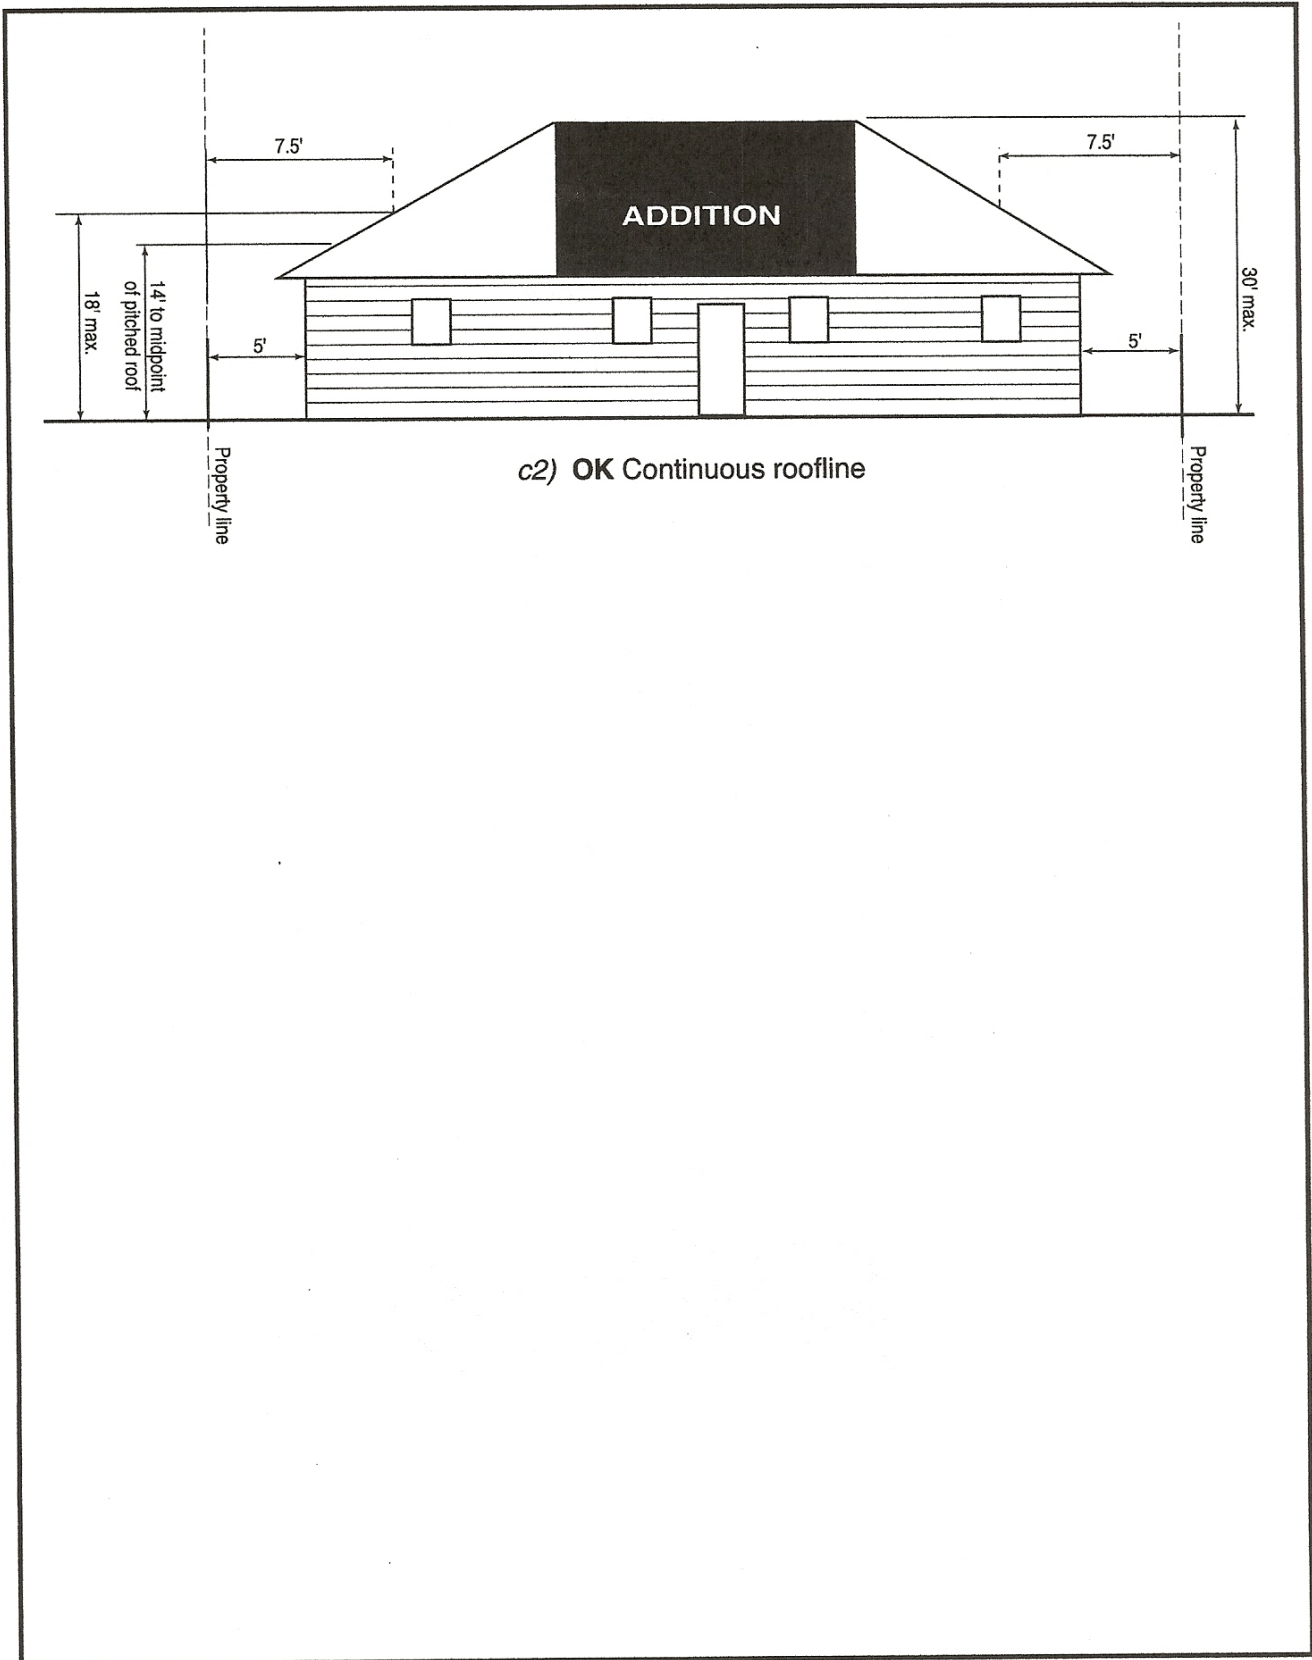 7.5'
7.5'
ADDITION
18' max.
14' to midpoint
of pitched roof
5'
5'
30' max.
c2) OK Continuous roofline
Property line
Property line